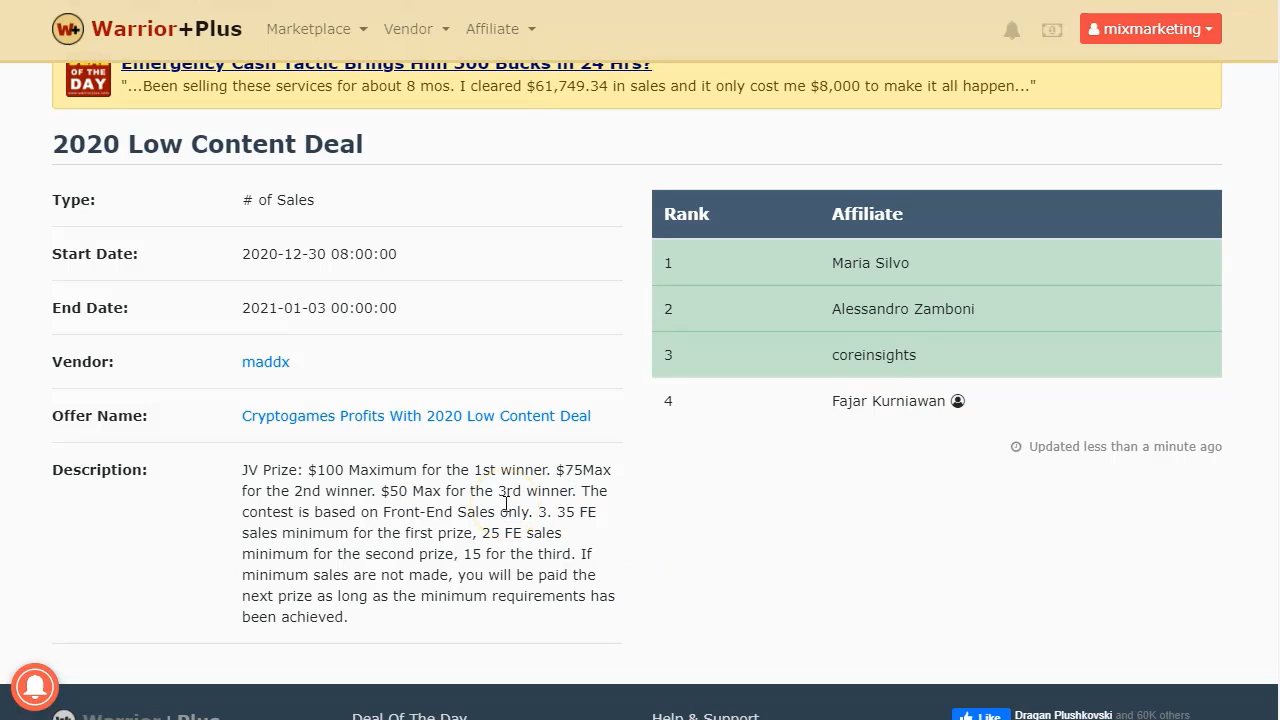 Warrior+Plus
Marketplace
Vendor
Affiliate
mixmarketing
OF THE
DAY
Emergency Cash Tactic Brings Him 500 Bucks In 24 Hrs?
"...Been selling these services for about 8 mos. I cleared $61,749.34 in sales and it only cost me $8,000 to make it all happen..."
2020 Low Content Deal
Type: # of Sales
Start Date: 2020-12-30 08:00:00
End Date: 2021-01-03 00:00:00
Vendor: maddx
Offer Name: Cryptogames Profits With 2020 Low Content Deal
Description: JV Prize: $100 Maximum for the 1st winner. $75Max
for the 2nd winner. $50 Max for the 3rd winner. The
contest is based on Front-End Sales only. 3. 35 FE
sales minimum for the first prize, 25 FE sales
minimum for the second prize, 15 for the third. If
minimum sales are not made, you will be paid the
next prize as long as the minimum requirements has
been achieved.
Rank Affiliate
1 Maria Silvo
2 Alessandro Zamboni
3 coreinsights
4 Fajar Kurniawan
Updated less than a minute ago
Warrior+Plus
Deal Of The Day
Help & Support
Like
Dragan Plushkovski and 60K others